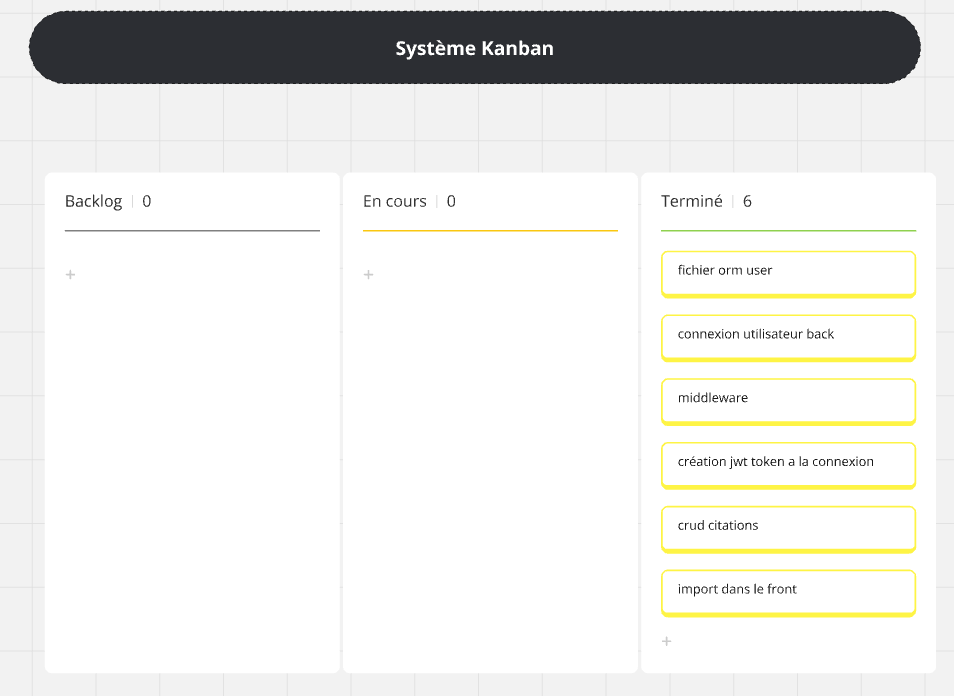 Système Kanban
Backlog | 0
En cours | 0
Terminé | 6
+
+
fichier orm user
connexion utilisateur back
middleware
création jwt token a la connexion
crud citations
import dans le front
+